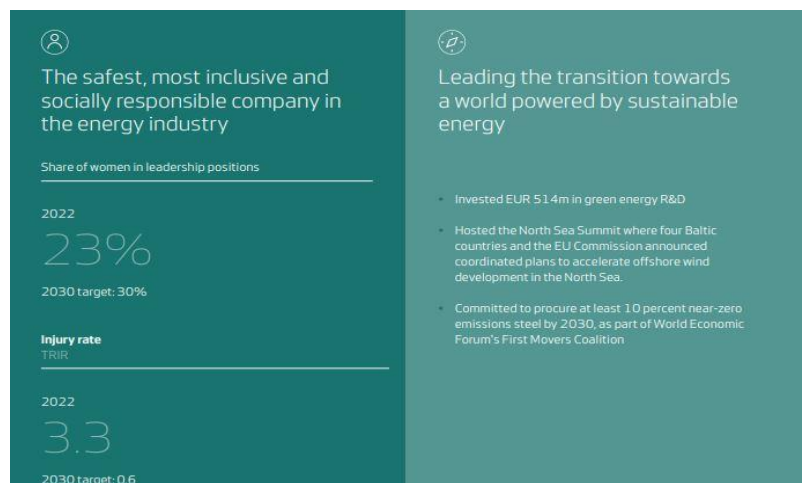 The safest, most inclusive and
socially responsible company in
the energy industry
Share of women in leadership positions
2022
23%
2030 target: 30%
Injury rate
TRIR
2022
3.3
2030 target: 0.6
Leading the transition towards
a world powered by sustainable
energy
• Invested EUR 514m in green energy R&D
• Hosted the North Sea Summit where four Baltic
countries and the EU Commission announced
coordinated plans to accelerate offshore wind
development in the North Sea.
• Committed to procure at least 10 percent near-zero
emissions steel by 2030, as part of World Economic
Forum's First Movers Coalition